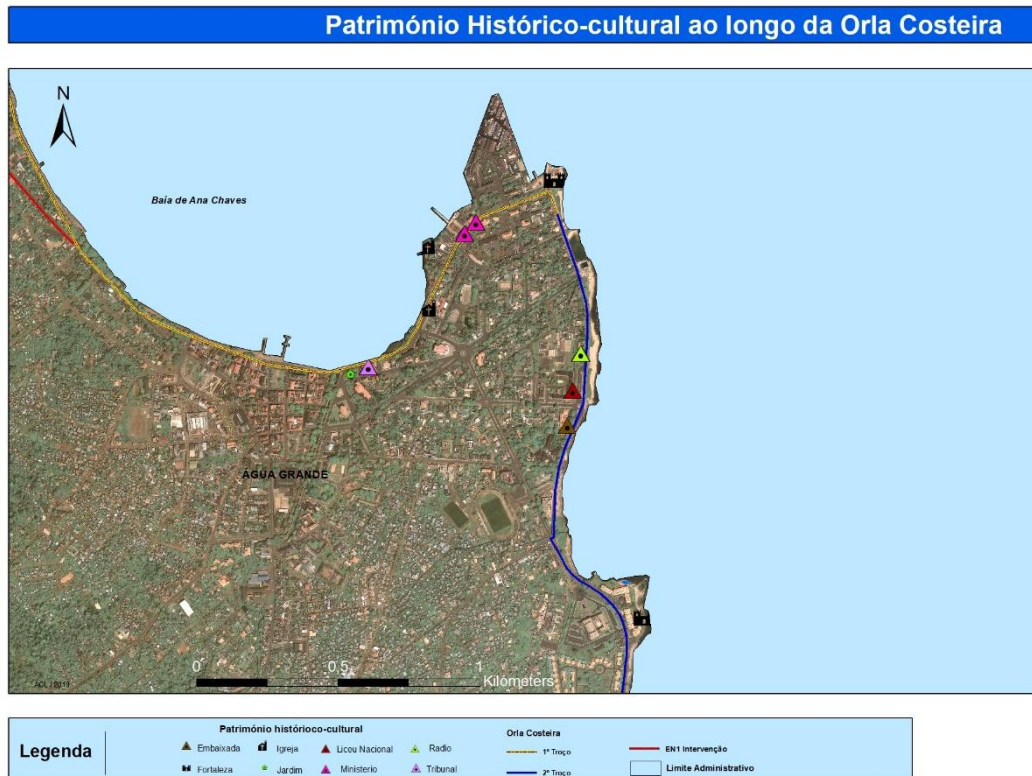 Património Histórico-cultural ao longo da Orla Costeira
N
Baía de Ana Chaves
ÁGUA GRANDE
0 0,5 1
Kilometers
Legenda
Património histórioco-cultural
Embaixada
Igreja
Liceu Nacional
Radio
Fortaleza
Jardim
Ministerio
Tribunal
Orla Costeira
1º Troço
2º Troço
EN1 Intervenção
Limite Administrativo